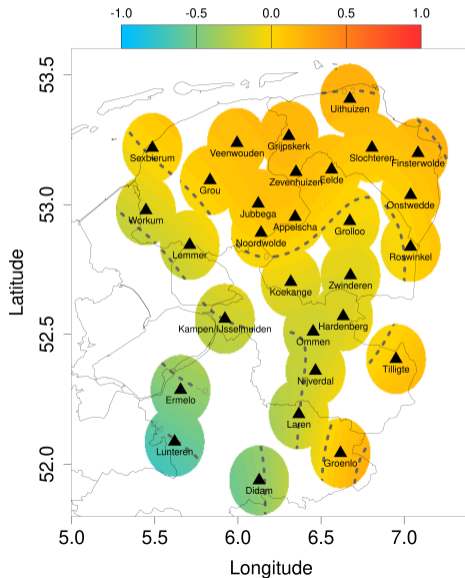 -1.0 -0.5 0.0 0.5 1.0
53.5
53.0
52.5
52.0
Latitude
Uithuizen
Sexbierum
Veenwouden
Grijpskerk
Slochteren
Finsterwolde
Grou
Zevenhuizen
Eelde
Workum
Jubbega
Appelscha
Onstwedde
Lemmer
Noordwolde
Grolloo
Roswinkel
Koekange
Zwinderen
Kampen/IJsselmuiden
Ommen
Hardenberg
Nijverdal
Tilligte
Ermelo
Laren
Lunteren
Groenlo
Didam
5.0 5.5 6.0 6.5 7.0
Longitude